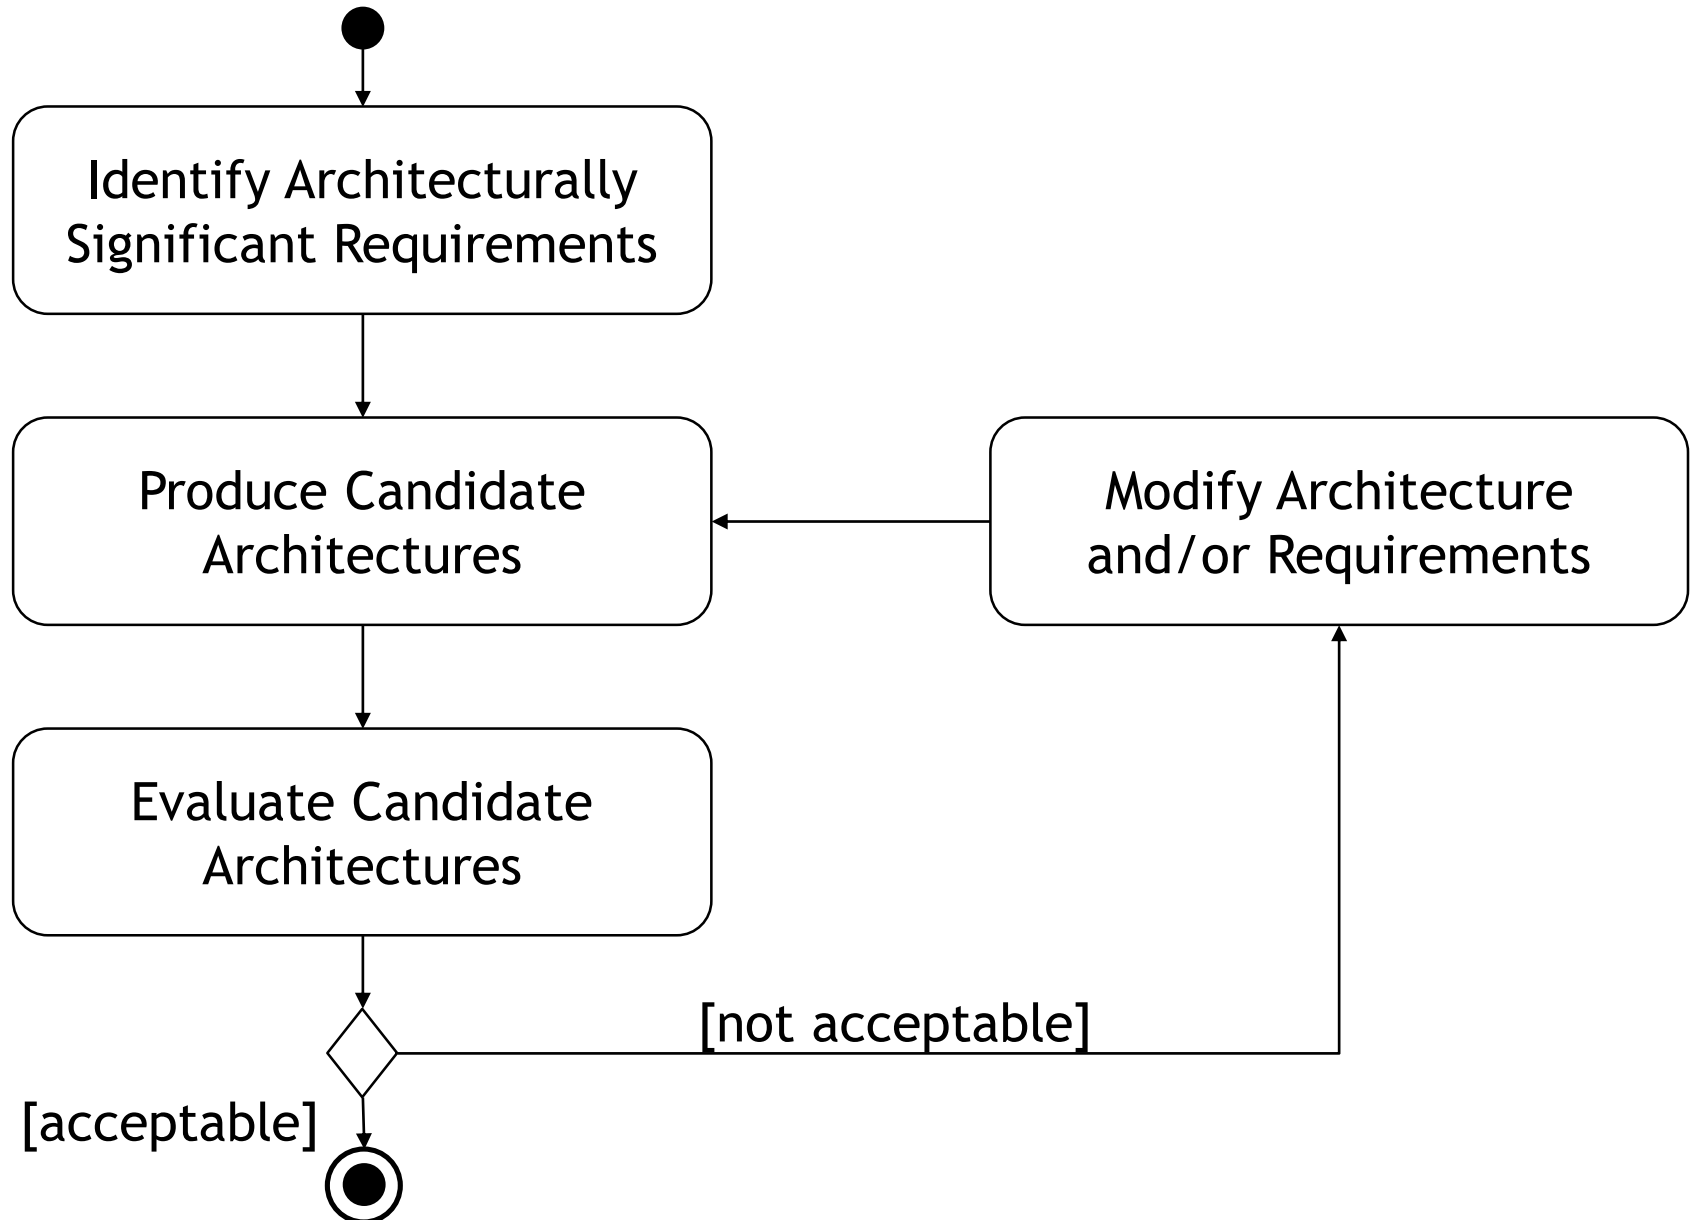 Identify Architecturally
Significant Requirements
Produce Candidate
Architectures
Modify Architecture
and/or Requirements
Evaluate Candidate
Architectures
[not acceptable]
[acceptable]